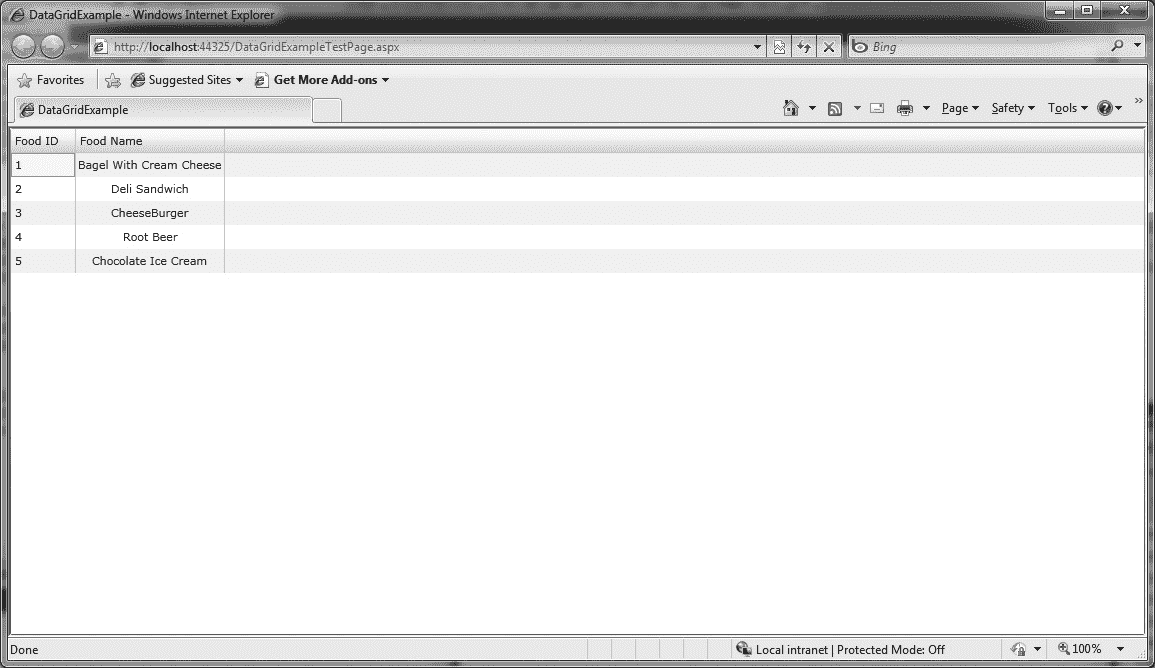 DataGridExample - Windows Internet Explorer
http://localhost:44325/DataGridExampleTestPage.aspx
Bing
Favorites Suggested Sites Get More Add-ons
DataGridExample
Page Safety Tools
Food ID Food Name
1 Bagel With Cream Cheese
2 Deli Sandwich
3 CheeseBurger
4 Root Beer
5 Chocolate Ice Cream
Done Local intranet | Protected Mode: Off 100%